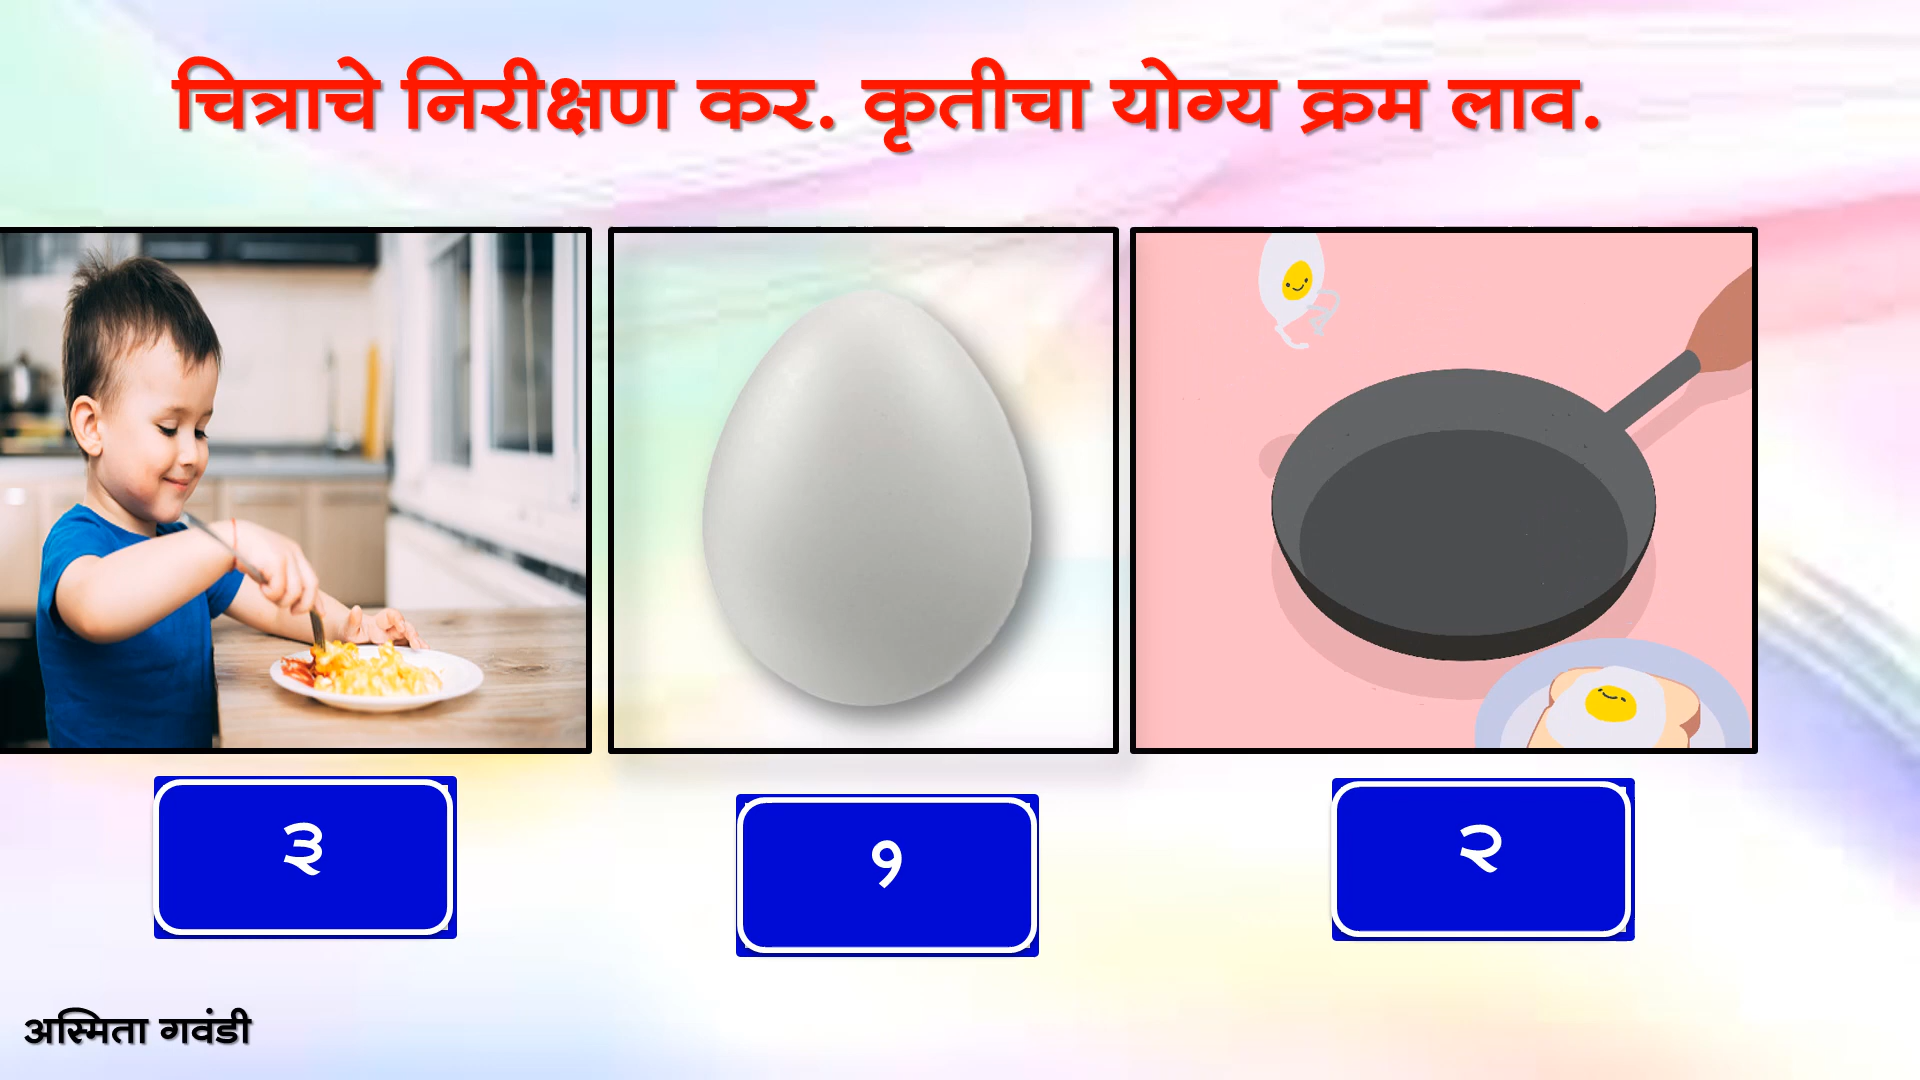 चित्राचे निरीक्षण कर. कृतीचा योग्य क्रम लाव.
३
१
२
अस्मिता गवंडी